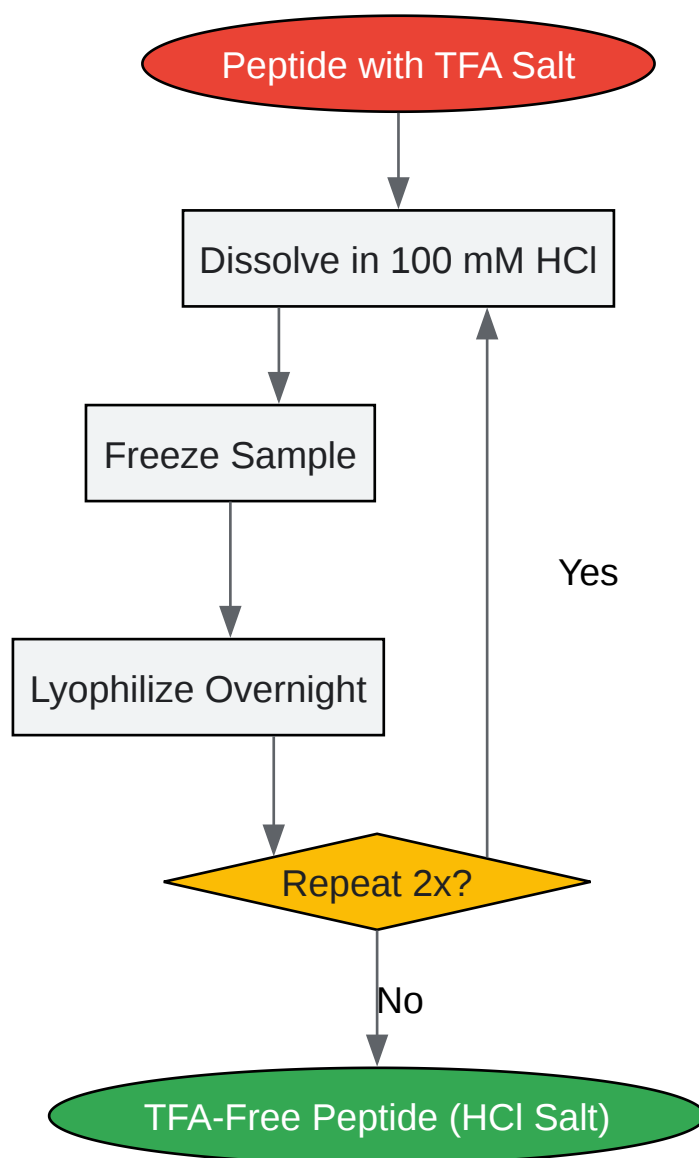 Peptide with TFA Salt
Dissolve in 100 mM HCl
Freeze Sample
Yes
Lyophilize Overnight
Repeat 2x?
No
TFA-Free Peptide (HCl Salt)